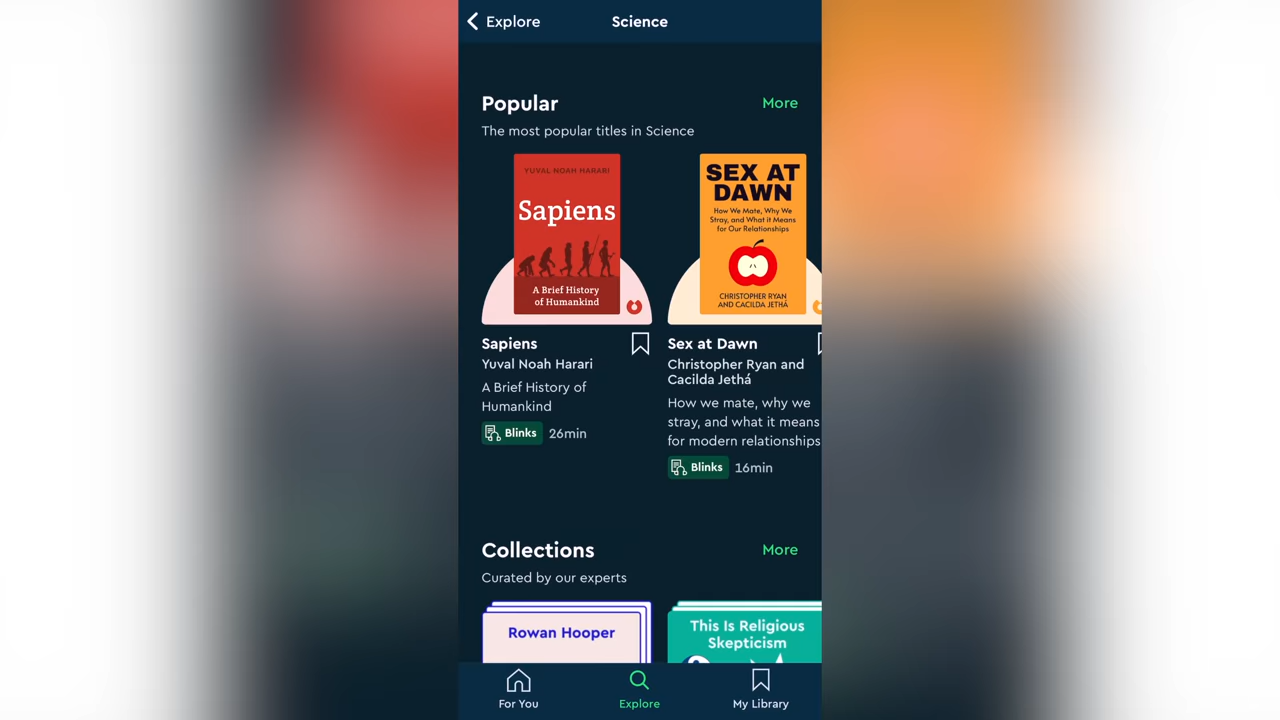 Explore
Science
Popular
More
The most popular titles in Science
YUVAL NOAH HARARI
Sapiens
A Brief History
of Humankind
SEX AT
DAWN
How We Mate, Why We
Stray, and What it Means
for Our Relationships
CHRISTOPHER RYAN
AND CACILDA JETHÁ
Sapiens
Yuval Noah Harari
A Brief History of
Humankind
Blinks
26min
Sex at Dawn
Christopher Ryan and
Cacilda Jethá
How we mate, why we
stray, and what it means
for modern relationships
Blinks
16min
Collections
More
Curated by our experts
Rowan Hooper
This Is Religious
Skepticism
For You
Explore
My Library